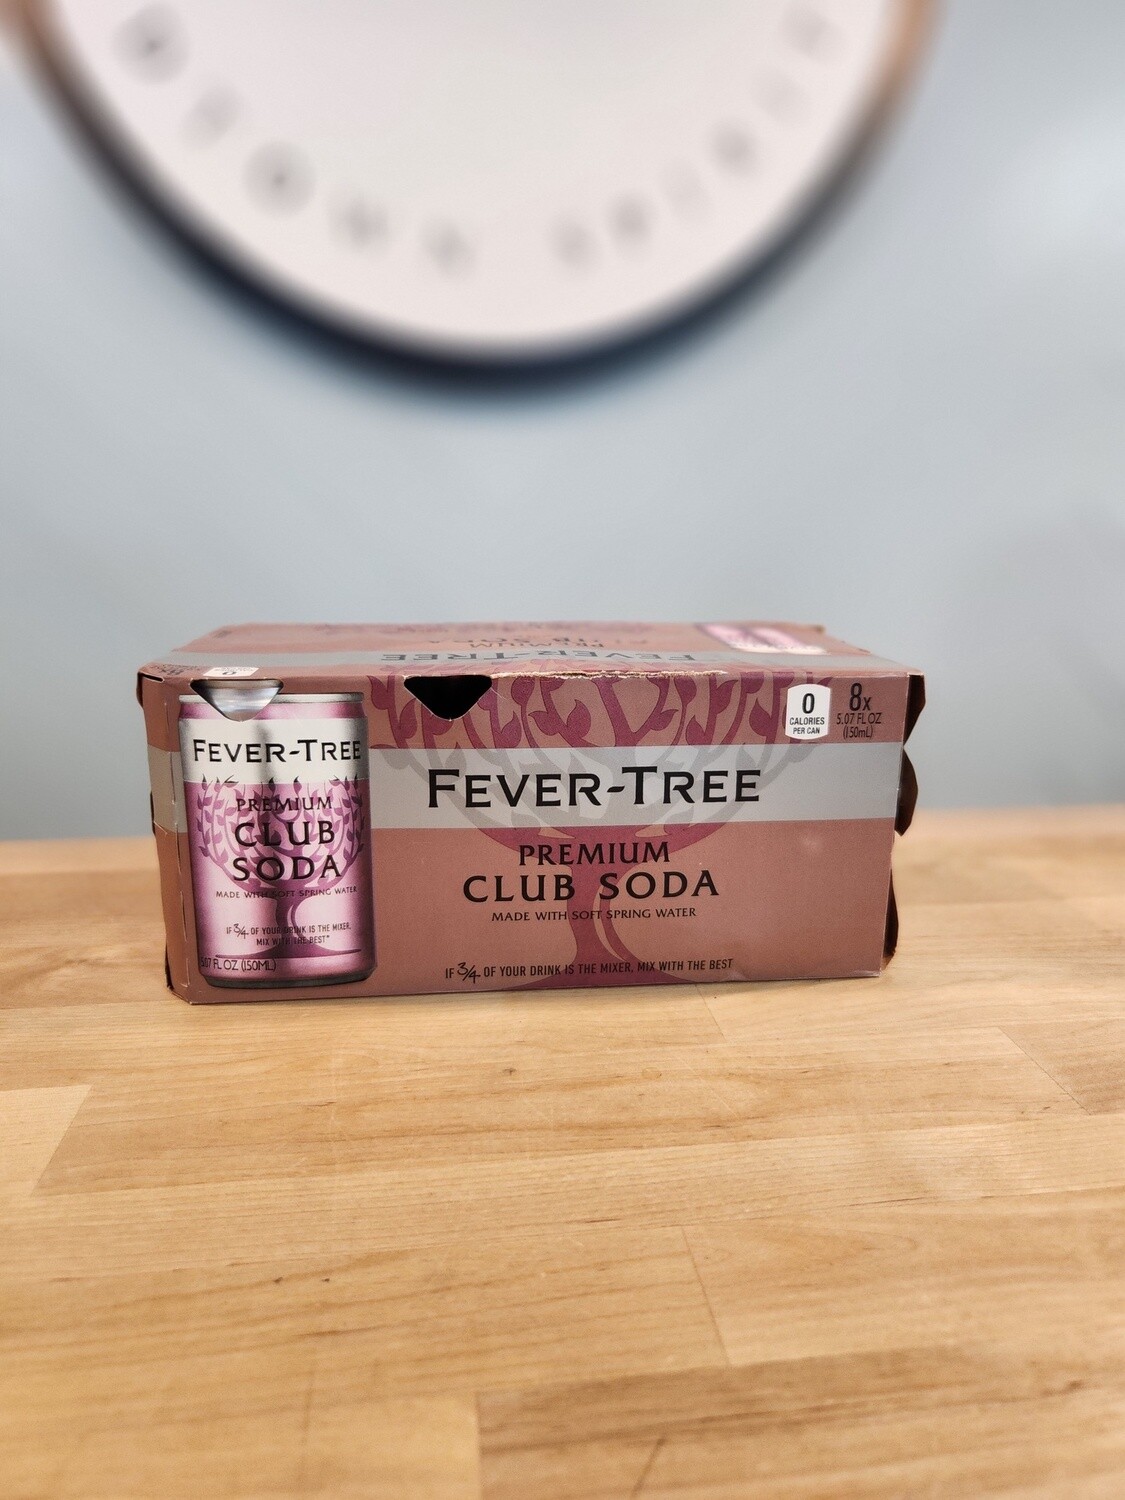 PREMIUM
FEVER-TREE
FEVER-TREE
PREMIUM
CLUB
SODA
MADE WITH SOFT SPRING WATER
IF 3/4 OF YOUR DRINK IS THE MIXER,
MIX WITH THE BEST"
5.07 FL OZ (150ML)
0
CALORIES
PER CAN
8x
5.07 FL OZ
(150mL)
FEVER-TREE
PREMIUM
CLUB SODA
MADE WITH SOFT SPRING WATER
IF 3/4 OF YOUR DRINK IS THE MIXER, MIX WITH THE BEST